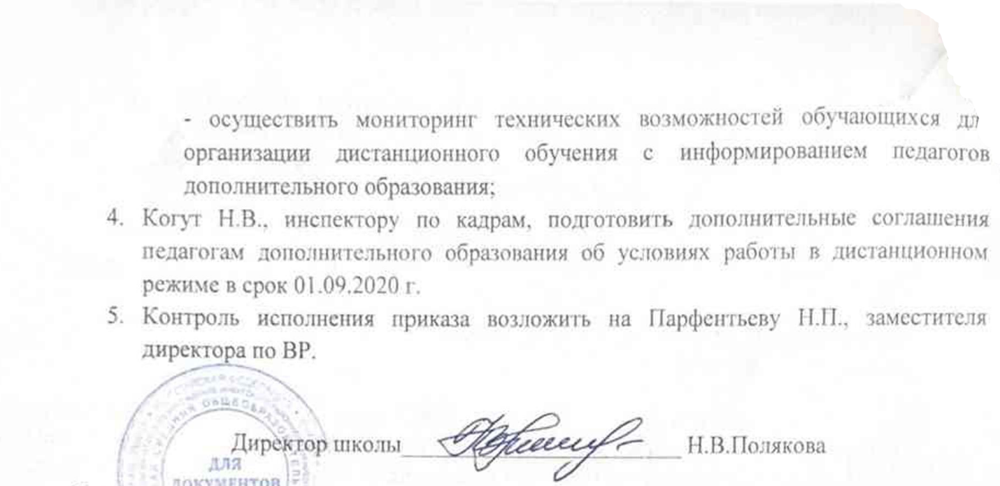 - осуществить мониторинг технических возможностей обучающихся дл
организации дистанционного обучения с информированием педагогов
дополнительного образования;
4. Когут Н.В., инспектору по кадрам, подготовить дополнительные соглашения
педагогам дополнительного образования об условиях работы в дистанционном
режиме в срок 01.09.2020 г.
5. Контроль исполнения приказа возложить на Парфентьеву Н.П., заместителя
директора по ВР.
Директор школы Н.В.Полякова
ДЛЯ
ДОКУМЕНТОВ